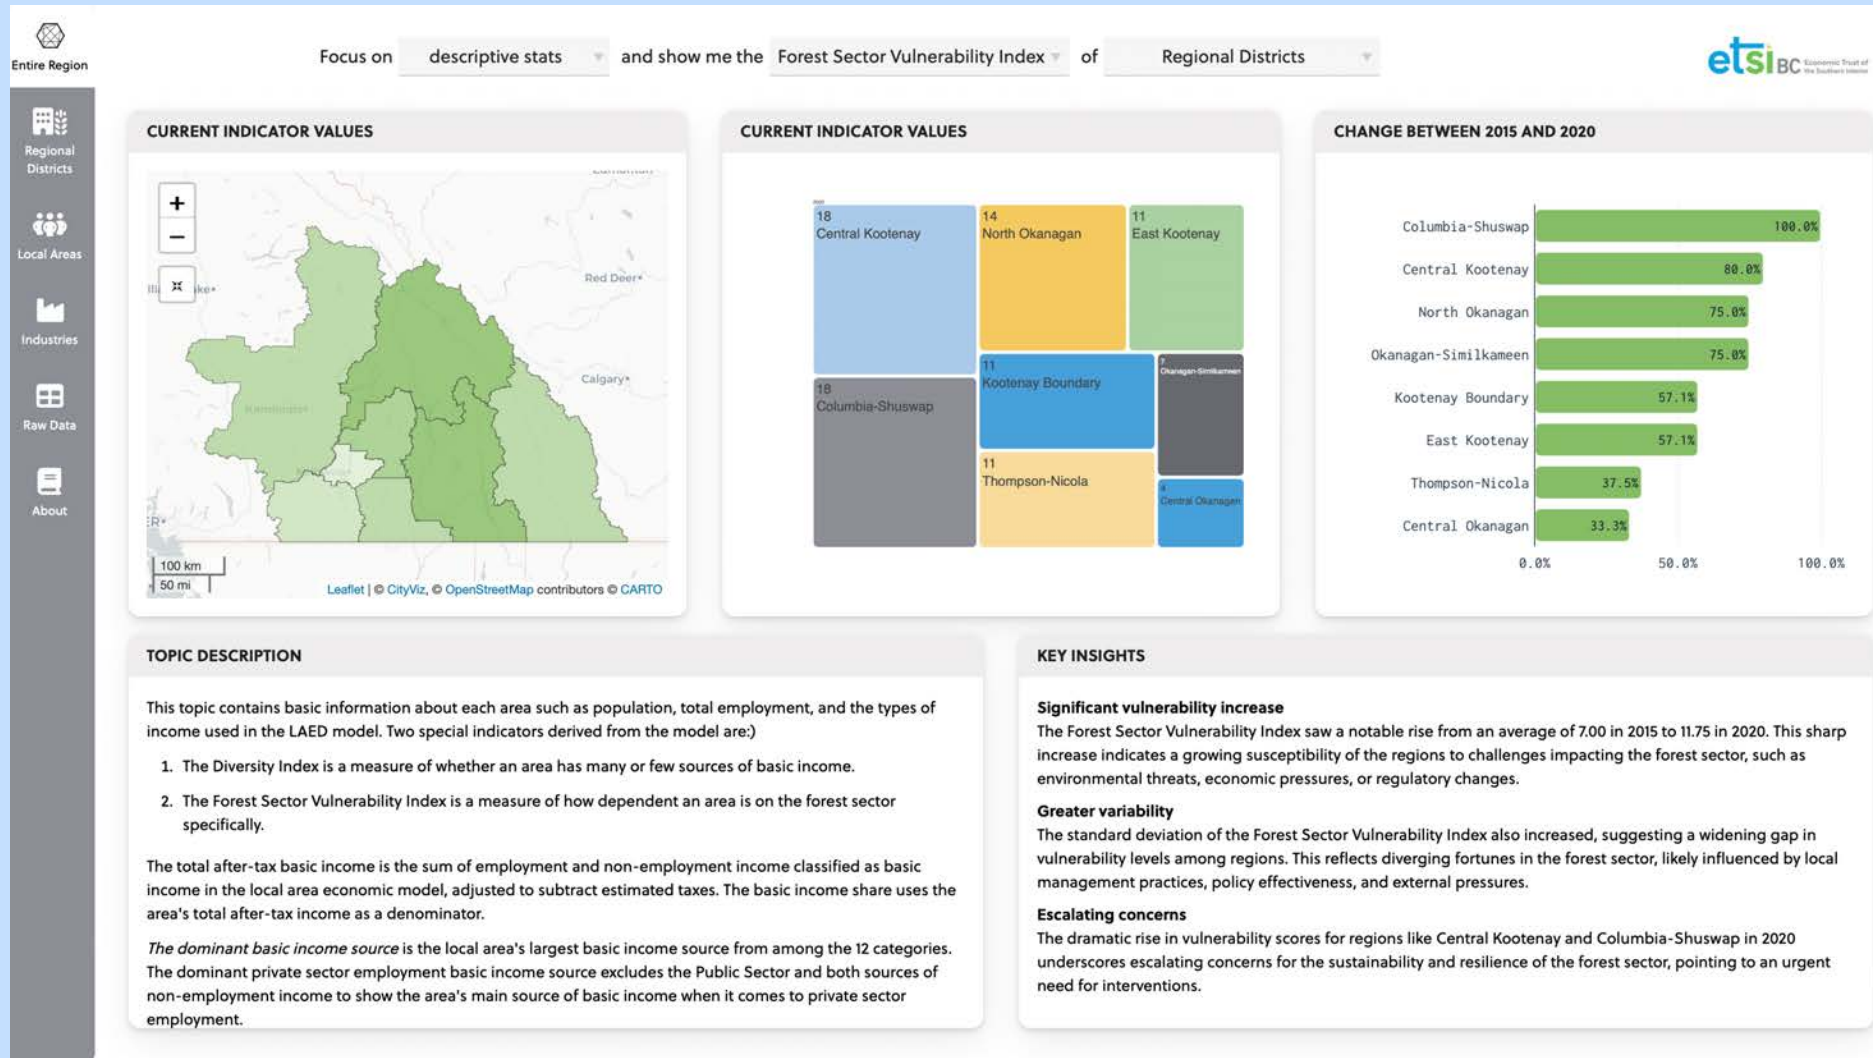 Entire Region
Focus on descriptive stats and show me the Forest Sector Vulnerability Index of Regional Districts
etsi BC Economic Trust of
the Southern Interior
Regional
Districts
Local Areas
Industries
Raw Data
About
CURRENT INDICATOR VALUES
+
−
Red Deer
Calgary
Kamloops
100 km
50 mi
Leaflet | © CityViz, © OpenStreetMap contributors © CARTO
CURRENT INDICATOR VALUES
18
Central Kootenay
14
North Okanagan
11
East Kootenay
18
Columbia-Shuswap
11
Kootenay Boundary
7
Okanagan-Similkameen
11
Thompson-Nicola
4
Central Okanagan
CHANGE BETWEEN 2015 AND 2020
Columbia-Shuswap 100.0%
Central Kootenay 80.0%
North Okanagan 75.0%
Okanagan-Similkameen 75.0%
Kootenay Boundary 57.1%
East Kootenay 57.1%
Thompson-Nicola 37.5%
Central Okanagan 33.3%
0.0% 50.0% 100.0%
TOPIC DESCRIPTION
This topic contains basic information about each area such as population, total employment, and the types of
income used in the LAED model. Two special indicators derived from the model are:)
1. The Diversity Index is a measure of whether an area has many or few sources of basic income.
2. The Forest Sector Vulnerability Index is a measure of how dependent an area is on the forest sector
specifically.
The total after-tax basic income is the sum of employment and non-employment income classified as basic
income in the local area economic model, adjusted to subtract estimated taxes. The basic income share uses the
area's total after-tax income as a denominator.
The dominant basic income source is the local area's largest basic income source from among the 12 categories.
The dominant private sector employment basic income source excludes the Public Sector and both sources of
non-employment income to show the area's main source of basic income when it comes to private sector
employment.
KEY INSIGHTS
Significant vulnerability increase
The Forest Sector Vulnerability Index saw a notable rise from an average of 7.00 in 2015 to 11.75 in 2020. This sharp
increase indicates a growing susceptibility of the regions to challenges impacting the forest sector, such as
environmental threats, economic pressures, or regulatory changes.
Greater variability
The standard deviation of the Forest Sector Vulnerability Index also increased, suggesting a widening gap in
vulnerability levels among regions. This reflects diverging fortunes in the forest sector, likely influenced by local
management practices, policy effectiveness, and external pressures.
Escalating concerns
The dramatic rise in vulnerability scores for regions like Central Kootenay and Columbia-Shuswap in 2020
underscores escalating concerns for the sustainability and resilience of the forest sector, pointing to an urgent
need for interventions.